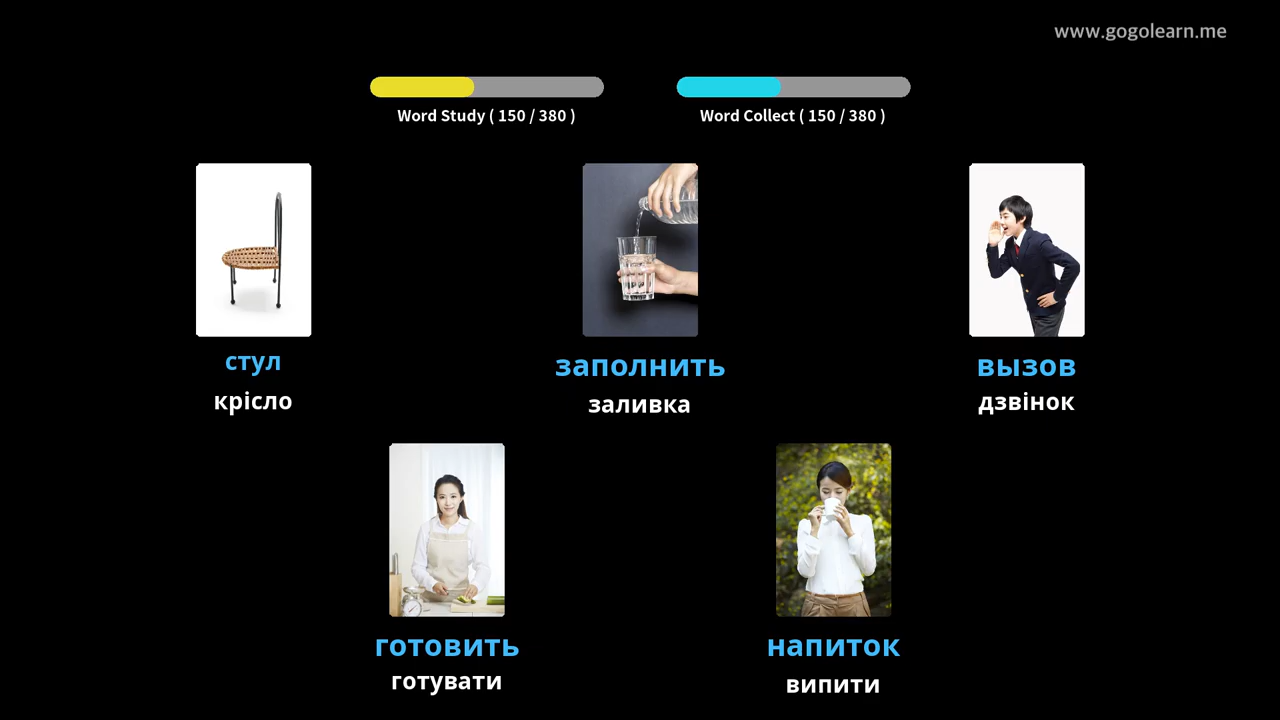 www.gogolearn.me
Word Study ( 150 / 380 )
Word Collect ( 150 / 380 )
стул
крісло
заполнить
заливка
вызов
дзвінок
готовить
готувати
напиток
випити